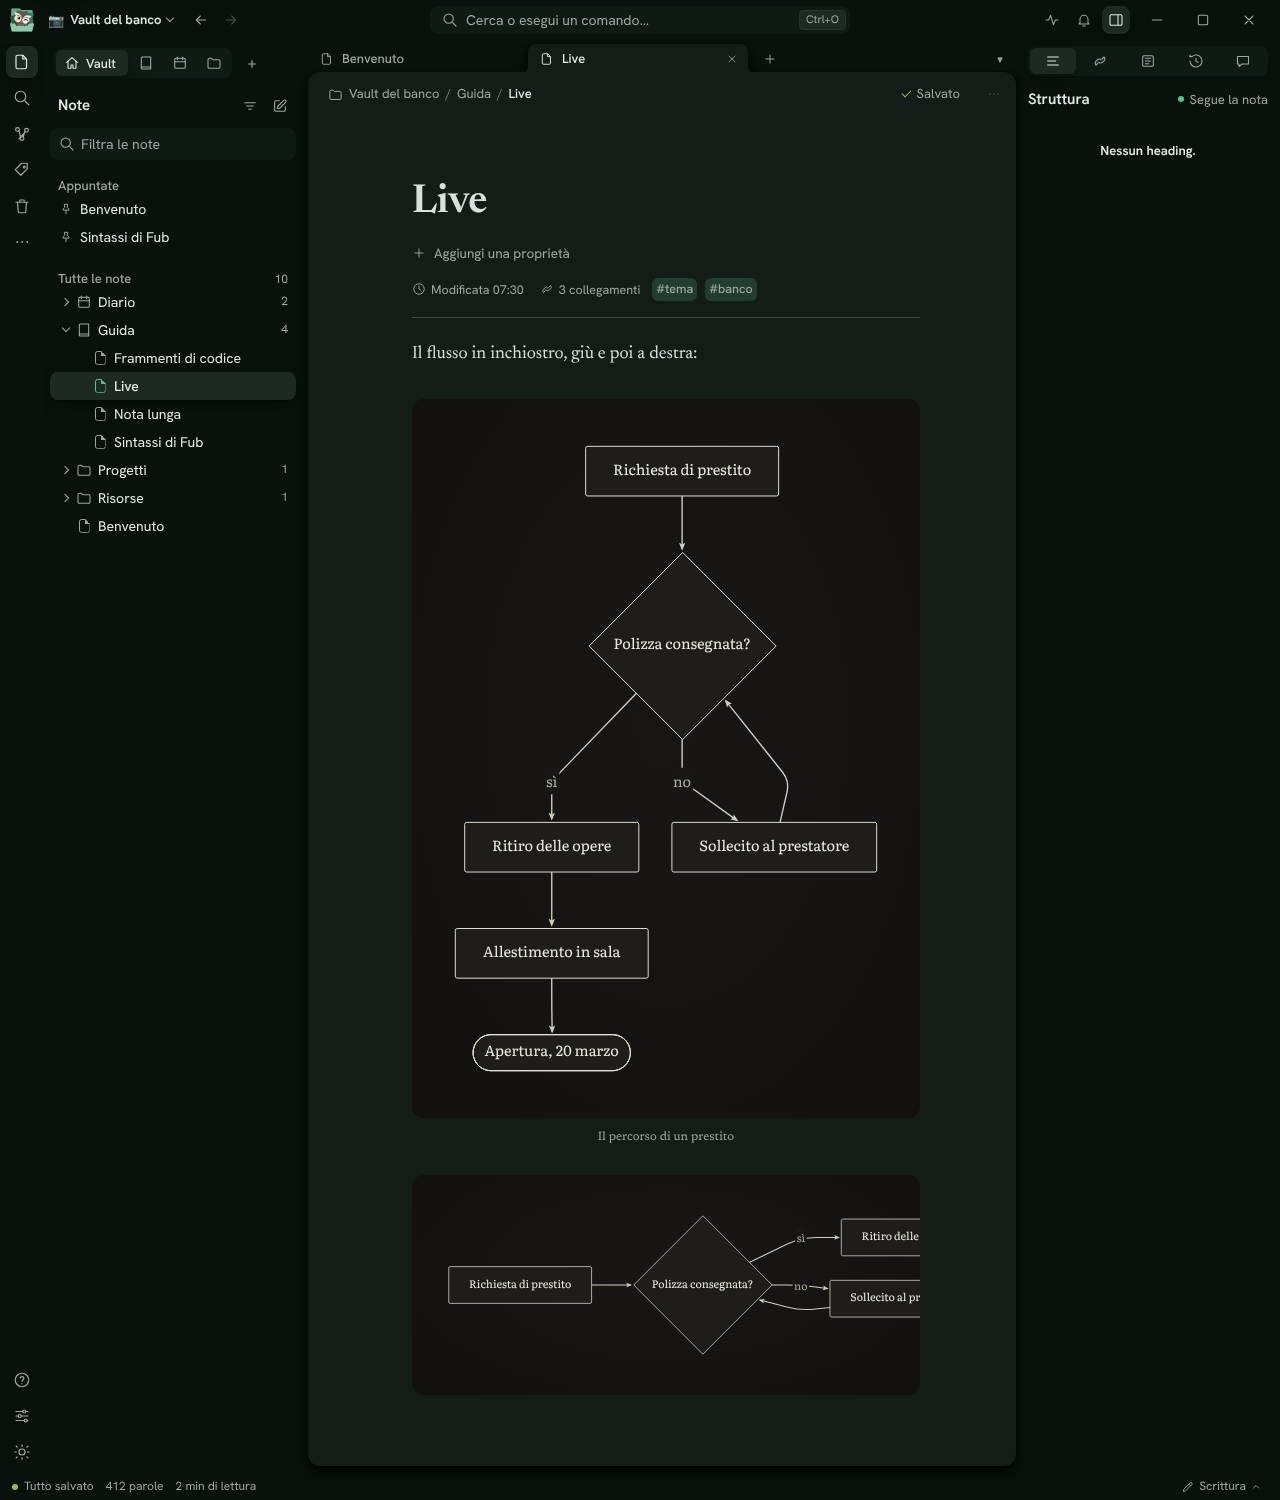 Vault del banco
Cerca o esegui un comando...
Ctrl+O
Vault
Benvenuto
Live
Note
Filtra le note
Appuntate
Benvenuto
Sintassi di Fub
Tutte le note 10
Diario 2
Guida 4
Frammenti di codice
Live
Nota lunga
Sintassi di Fub
Progetti 1
Risorse 1
Benvenuto
Vault del banco / Guida / Live
Salvato
Live
Aggiungi una proprietà
Modificata 07:30 3 collegamenti #tema #banco
Il flusso in inchiostro, giù e poi a destra:
Richiesta di prestito
Polizza consegnata?
sì
no
Ritiro delle opere
Sollecito al prestatore
Allestimento in sala
Apertura, 20 marzo
Il percorso di un prestito
Richiesta di prestito
Polizza consegnata?
sì
no
Ritiro delle
Sollecito al pr
Struttura
Segue la nota
Nessun heading.
Tutto salvato 412 parole 2 min di lettura
Scrittura